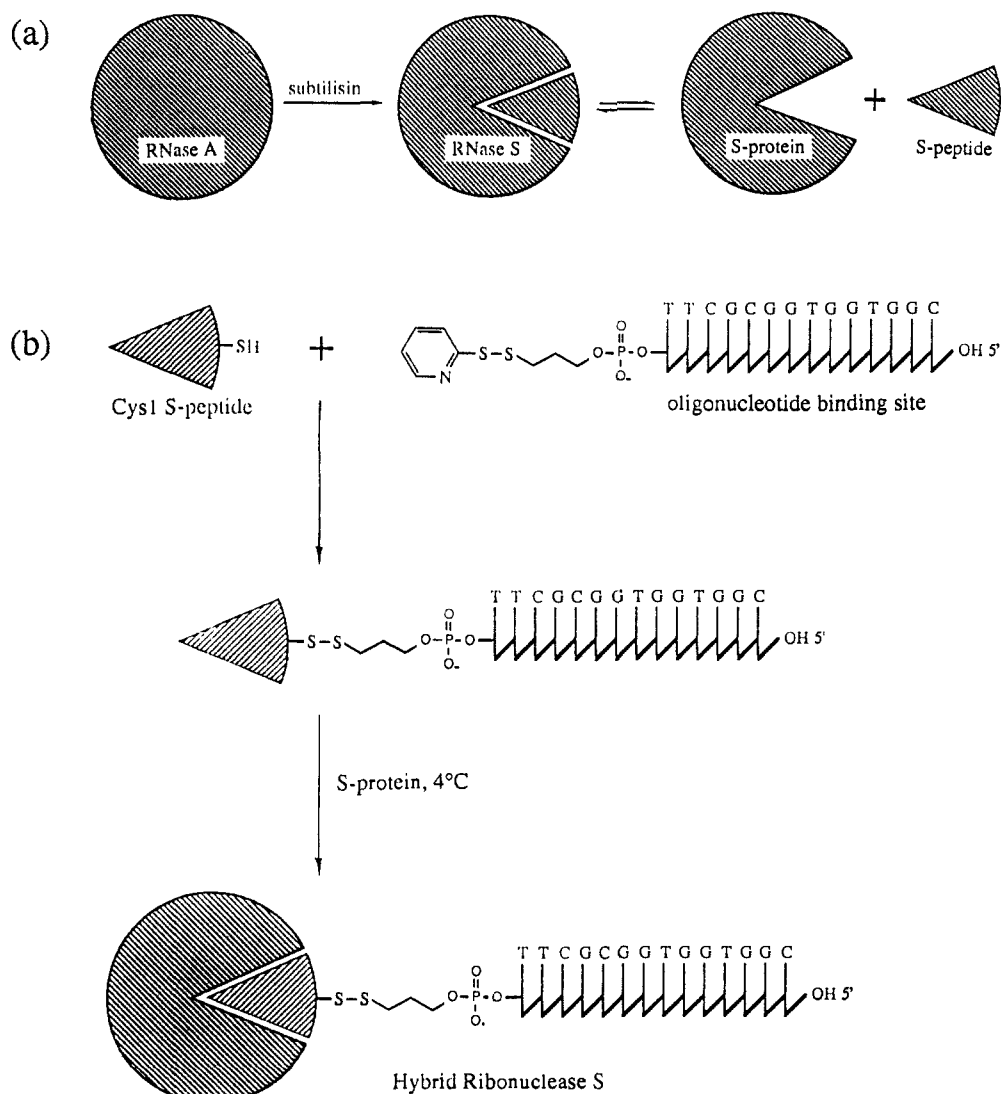 (a)
subtilisin
RNase A
RNase S
S-protein
+
S-peptide
(b)
SH
+
N
S-S
O
O-P-O
O-
T T C G C G G T G G T G G C
OH 5'
Cys1 S-peptide
oligonucleotide binding site
S-S
O
O-P-O
O-
T T C G C G G T G G T G G C
OH 5'
S-protein, 4°C
S-S
O
O-P-O
O-
T T C G C G G T G G T G G C
OH 5'
Hybrid Ribonuclease S